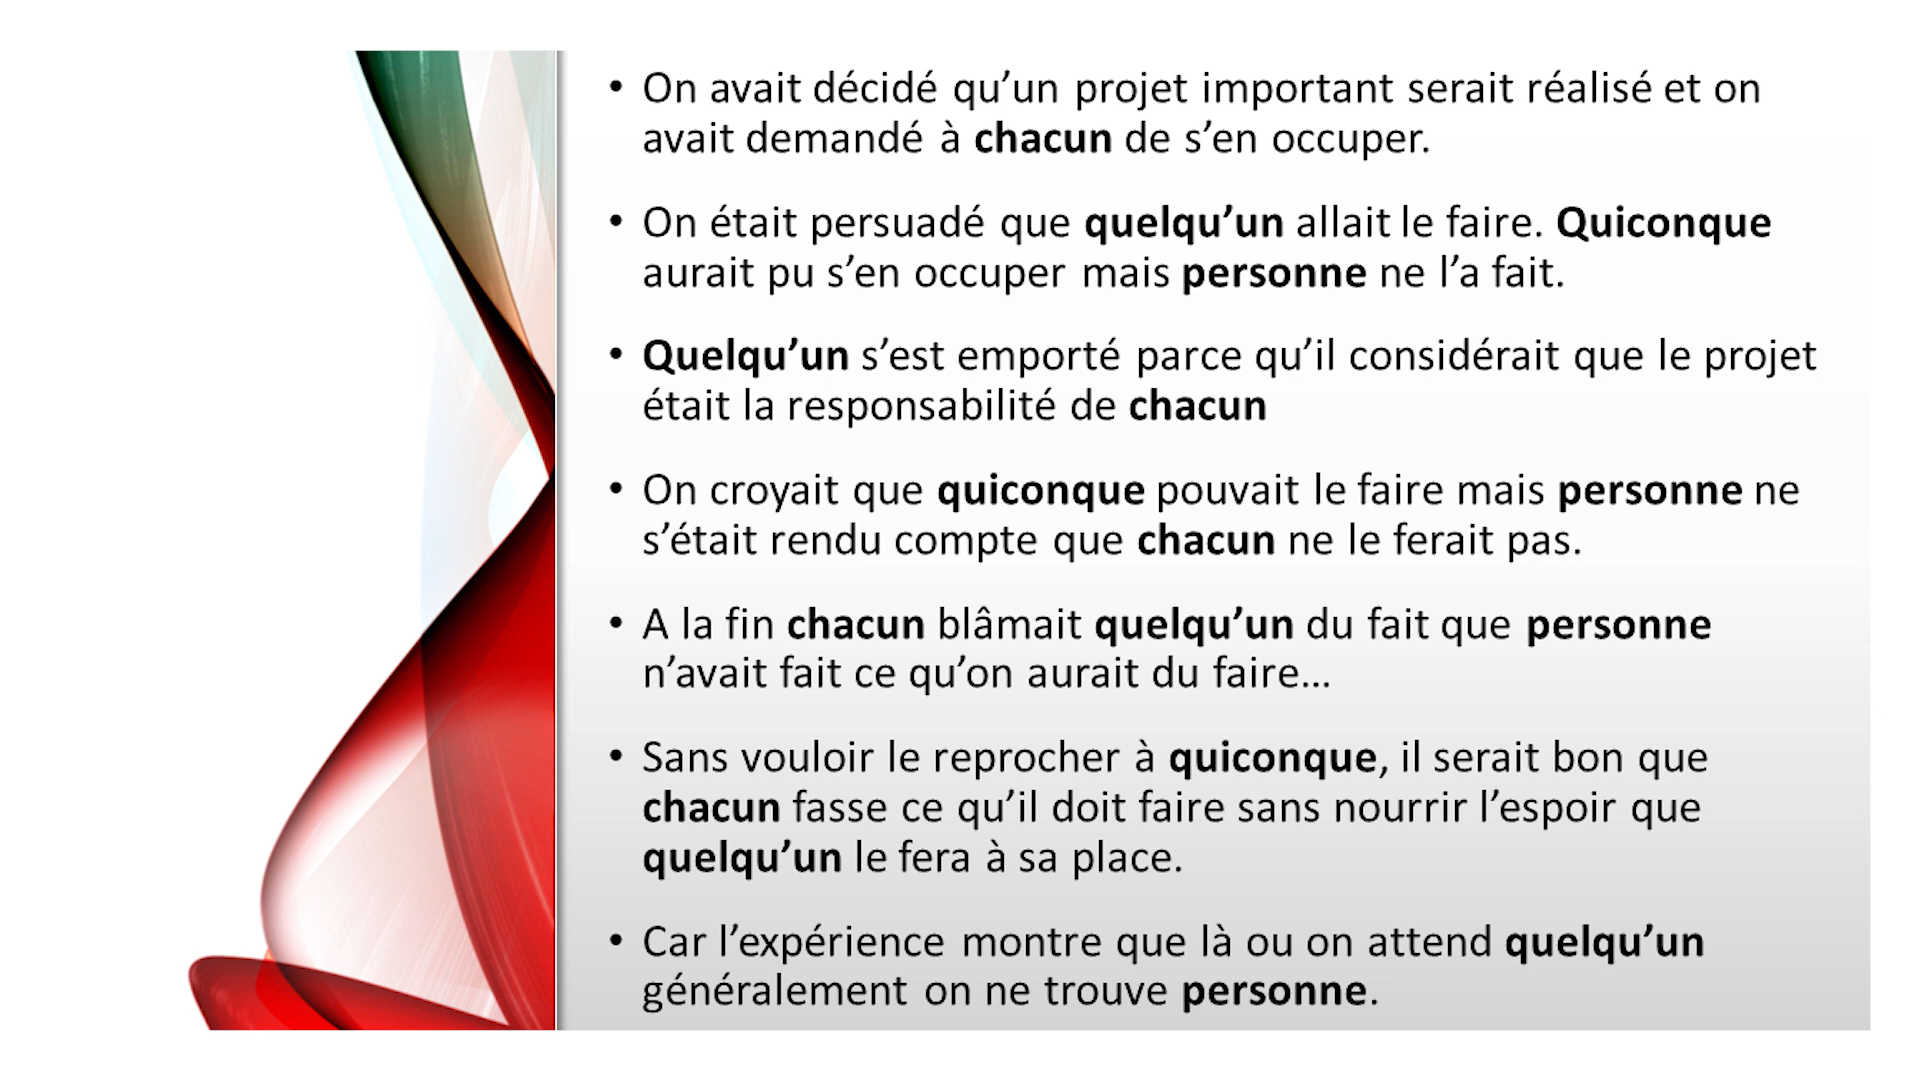 • On avait décidé qu’un projet important serait réalisé et on
avait demandé à chacun de s’en occuper.
• On était persuadé que quelqu’un allait le faire. Quiconque
aurait pu s’en occuper mais personne ne l’a fait.
• Quelqu’un s’est emporté parce qu’il considérait que le projet
était la responsabilité de chacun
• On croyait que quiconque pouvait le faire mais personne ne
s’était rendu compte que chacun ne le ferait pas.
• A la fin chacun blâmait quelqu’un du fait que personne
n’avait fait ce qu’on aurait du faire…
• Sans vouloir le reprocher à quiconque, il serait bon que
chacun fasse ce qu’il doit faire sans nourrir l’espoir que
quelqu’un le fera à sa place.
• Car l’expérience montre que là ou on attend quelqu’un
généralement on ne trouve personne.